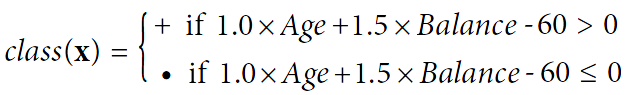 class(x) = { + if 1.0×Age+1.5×Balance-60 > 0
• if 1.0×Age+1.5×Balance-60 ≤ 0